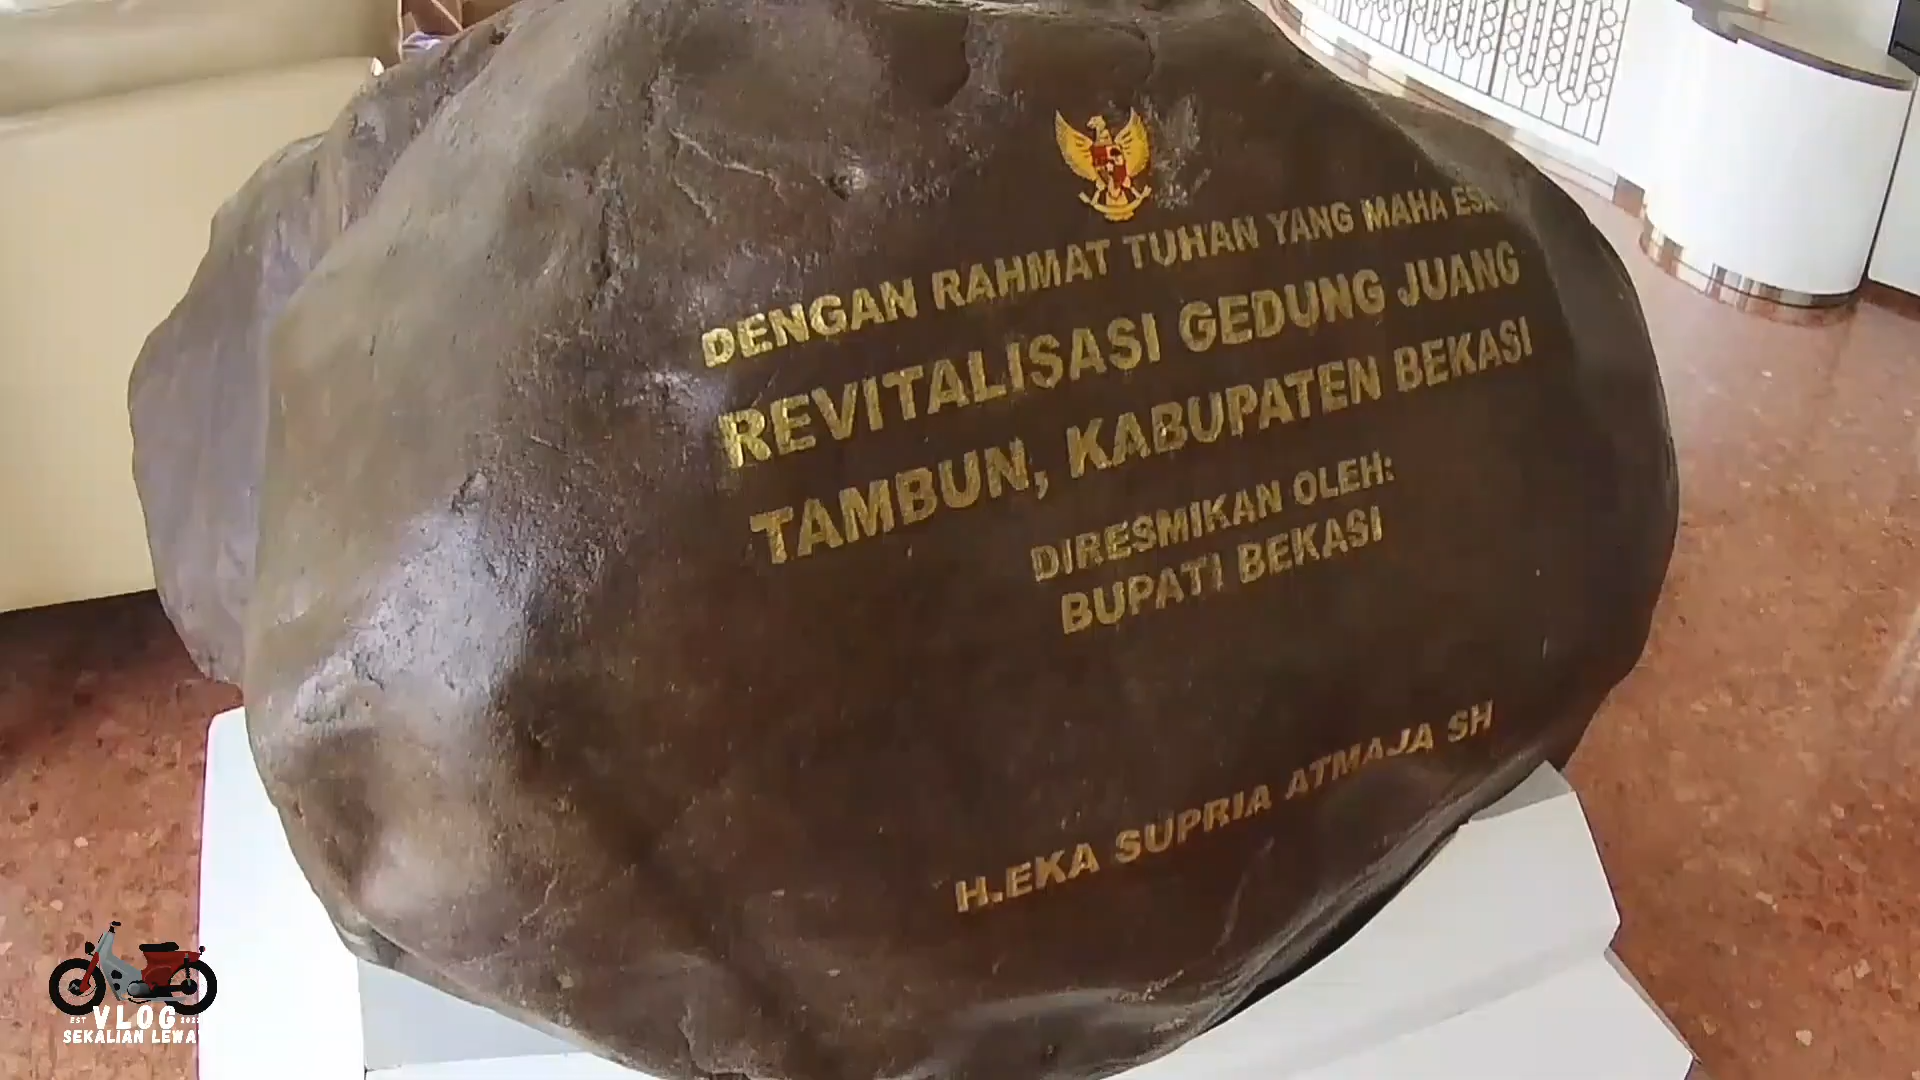 DENGAN RAHMAT TUHAN YANG MAHA ESA
REVITALISASI GEDUNG JUANG
TAMBUN, KABUPATEN BEKASI
DIRESMIKAN OLEH:
BUPATI BEKASI
H.EKA SUPRIA ATMAJA SH
EST
VLOG
SEKALIAN LEWAT